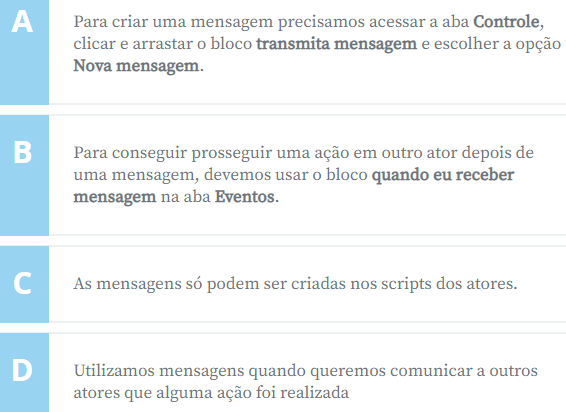 A
Para criar uma mensagem precisamos acessar a aba Controle,
clicar e arrastar o bloco transmita mensagem e escolher a opção
Nova mensagem.
B
Para conseguir prosseguir uma ação em outro ator depois de
uma mensagem, devemos usar o bloco quando eu receber
mensagem na aba Eventos.
C
As mensagens só podem ser criadas nos scripts dos atores.
D
Utilizamos mensagens quando queremos comunicar a outros
atores que alguma ação foi realizada